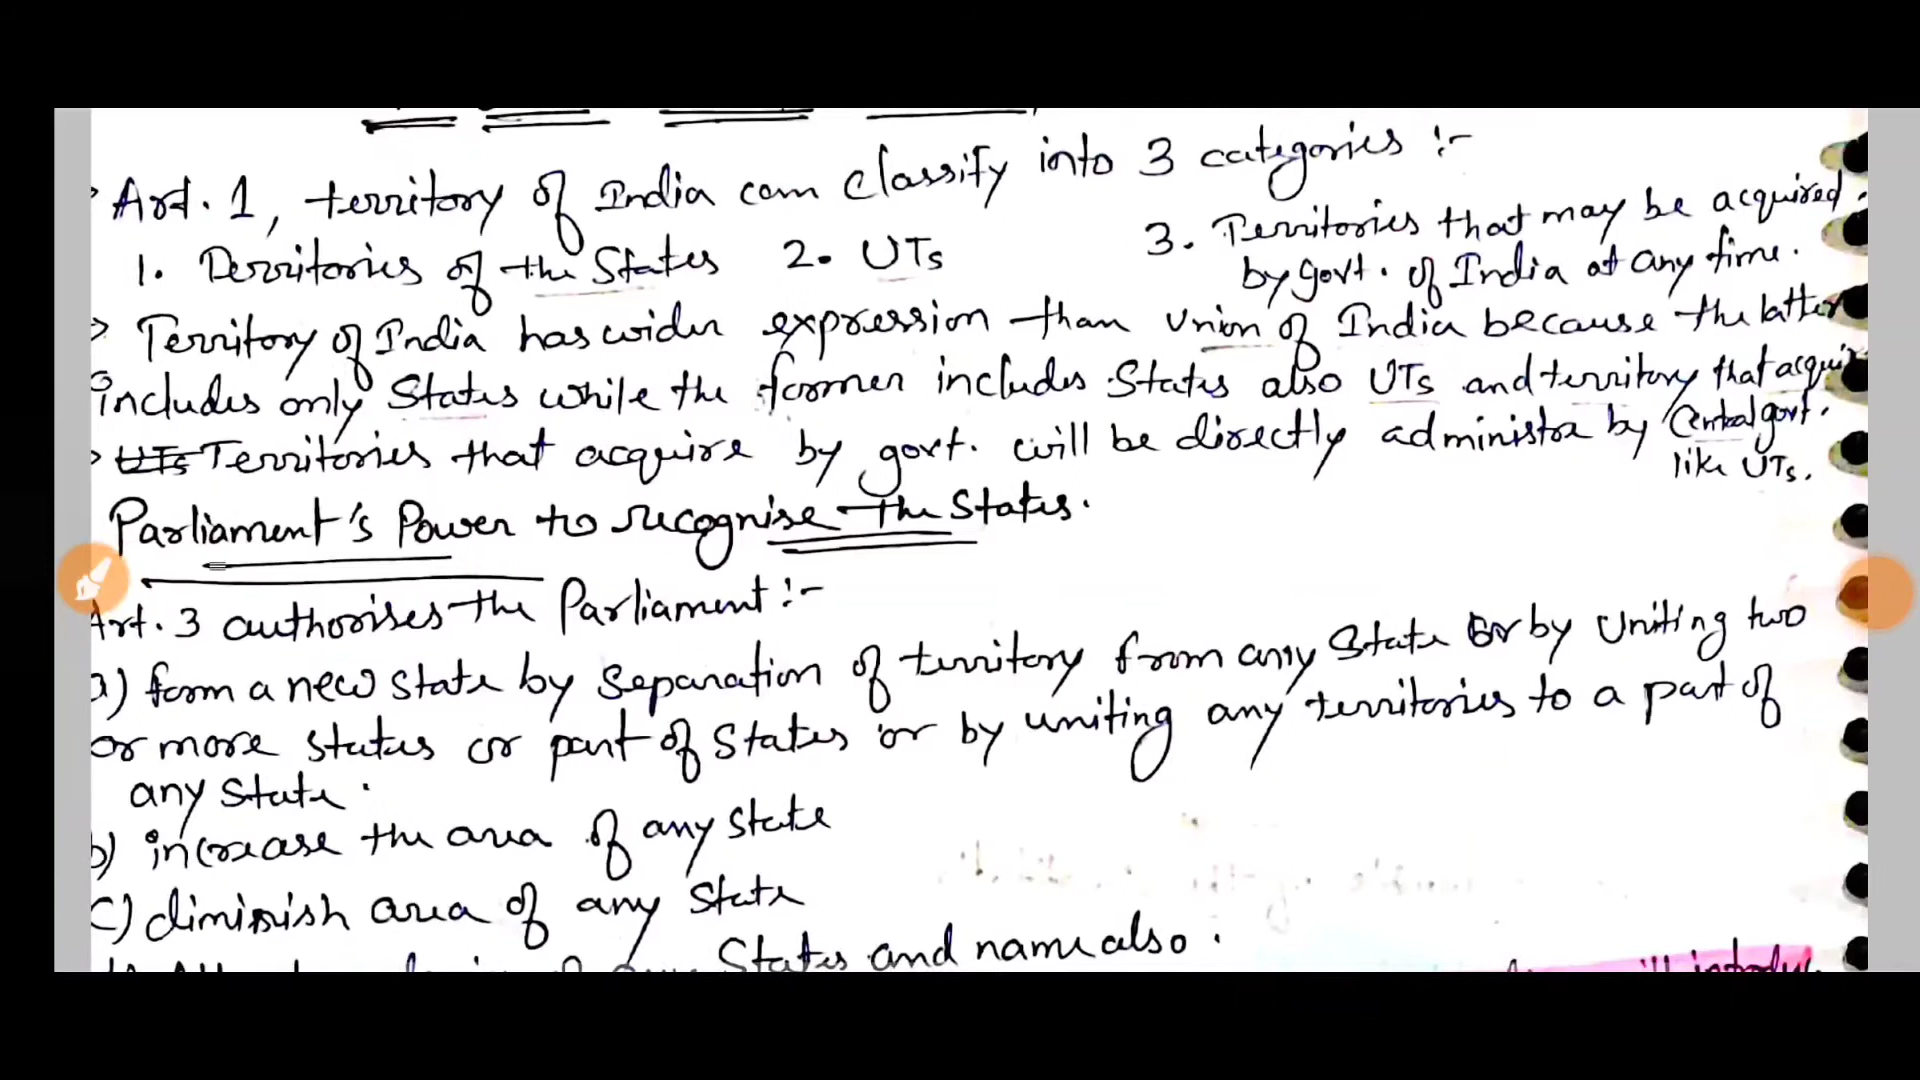 Art. 1, territory of India can classify into 3 categories :-
1. Territories of the States 2. UTs 3. Territories that may be acquired
by govt. of India at any time.
> Territory of India has wider expression than Union of India because the latter
includes only States while the former includes States also UTs and territory that acquir
> UTs Territories that acquire by govt. will be directly administra by Central govt.
like UTs.
Parliament's Power to recognise the States.
Art. 3 authorises the Parliament :-
a) form a new state by separation of territory from any State or by Uniting two
or more states or part of States or by uniting any territories to a part of
any State.
b) increase the area of any state
c) diminish area of any State
States and name also.